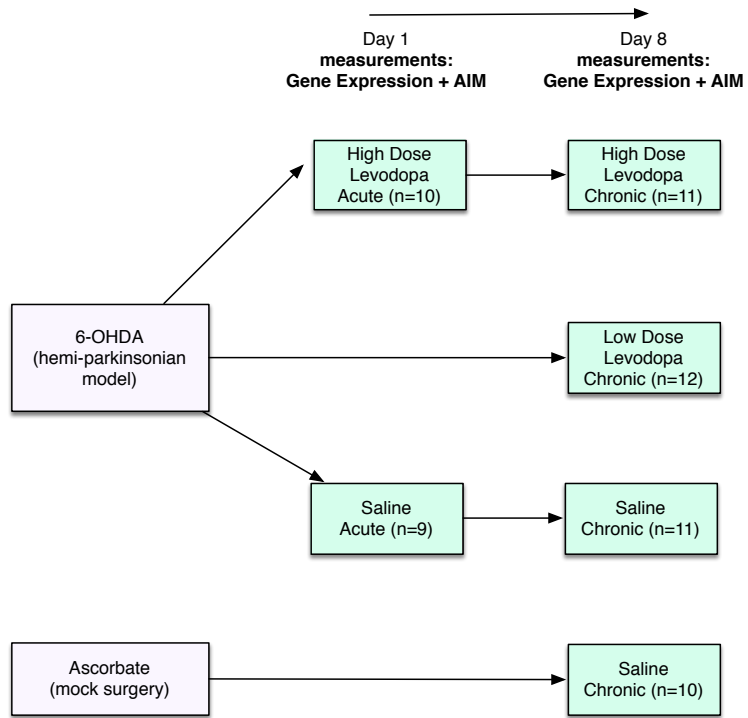 Day 1
measurements:
Gene Expression + AIM
Day 8
measurements:
Gene Expression + AIM
High Dose
Levodopa
Acute (n=10)
High Dose
Levodopa
Chronic (n=11)
6-OHDA
(hemi-parkinsonian
model)
Low Dose
Levodopa
Chronic (n=12)
Saline
Acute (n=9)
Saline
Chronic (n=11)
Ascorbate
(mock surgery)
Saline
Chronic (n=10)